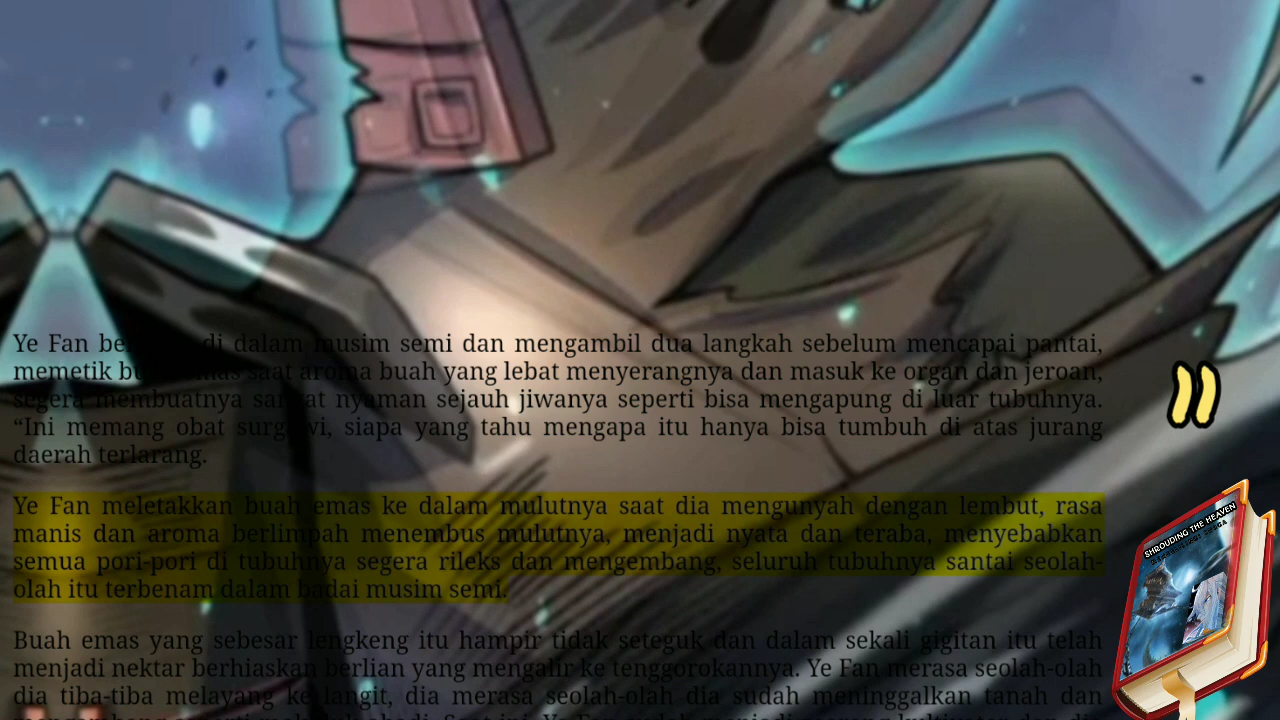 Ye Fan be di dalam musim semi dan mengambil dua langkah sebelum mencapai pantai,
memetik bu emas saat aroma buah yang lebat menyerangnya dan masuk ke organ dan jeroan,
segera membuatnya sangat nyaman sejauh jiwanya seperti bisa mengapung di luar tubuhnya.
“Ini memang obat surgawi, siapa yang tahu mengapa itu hanya bisa tumbuh di atas jurang
daerah terlarang.
Ye Fan meletakkan buah emas ke dalam mulutnya saat dia mengunyah dengan lembut, rasa
manis dan aroma berlimpah menembus mulutnya, menjadi nyata dan teraba, menyebabkan
semua pori-pori di tubuhnya segera rileks dan mengembang, seluruh tubuhnya santai seolah-
olah itu terbenam dalam badai musim semi.
Buah emas yang sebesar lengkeng itu hampir tidak seteguk dan dalam sekali gigitan itu telah
menjadi nektar berhiaskan berlian yang mengalir ke tenggorokannya. Ye Fan merasa seolah-olah
dia tiba-tiba melayang ke langit, dia merasa seolah-olah dia sudah meninggalkan tanah dan
SHROUDING THE HEAVEN